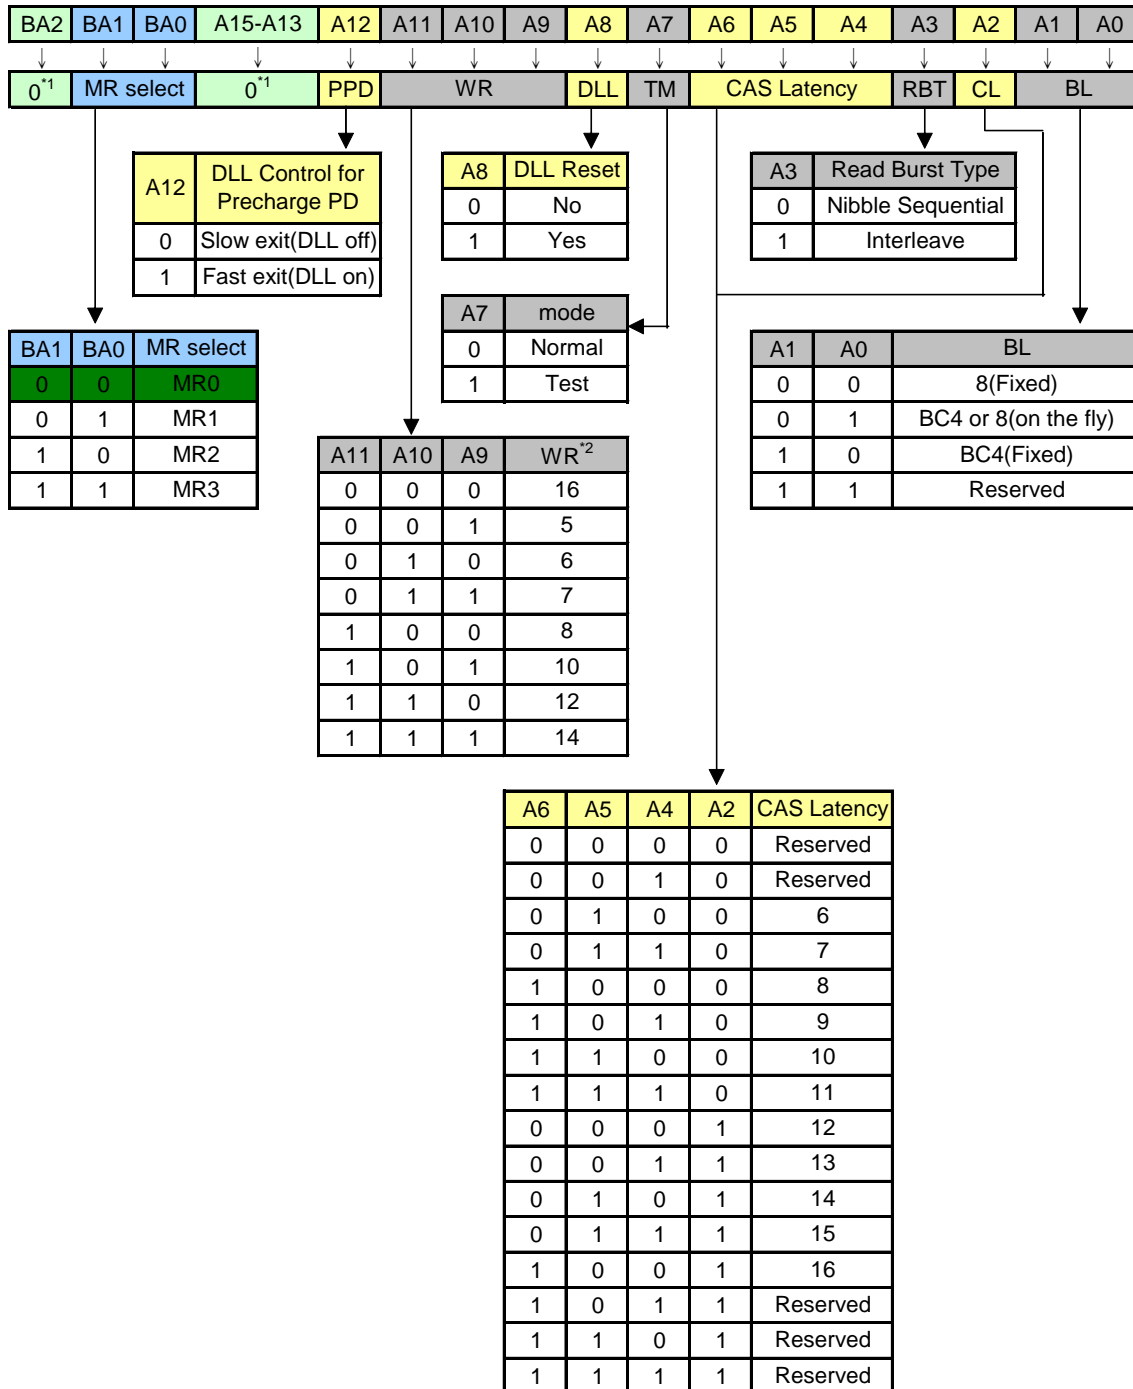 BA2 BA1 BA0 A15-A13 A12 A11 A10 A9 A8 A7 A6 A5 A4 A3 A2 A1 A0
0*1 MR select 0*1 PPD WR DLL TM CAS Latency RBT CL BL
A12 DLL Control for Precharge PD
0 Slow exit(DLL off)
1 Fast exit(DLL on)
A8 DLL Reset
0 No
1 Yes
A3 Read Burst Type
0 Nibble Sequential
1 Interleave
A7 mode
0 Normal
1 Test
BA1 BA0 MR select
0 0 MR0
0 1 MR1
1 0 MR2
1 1 MR3
A1 A0 BL
0 0 8(Fixed)
0 1 BC4 or 8(on the fly)
1 0 BC4(Fixed)
1 1 Reserved
A11 A10 A9 WR*2
0 0 0 16
0 0 1 5
0 1 0 6
0 1 1 7
1 0 0 8
1 0 1 10
1 1 0 12
1 1 1 14
A6 A5 A4 A2 CAS Latency
0 0 0 0 Reserved
0 0 1 0 Reserved
0 1 0 0 6
0 1 1 0 7
1 0 0 0 8
1 0 1 0 9
1 1 0 0 10
1 1 1 0 11
0 0 0 1 12
0 0 1 1 13
0 1 0 1 14
0 1 1 1 15
1 0 0 1 16
1 0 1 1 Reserved
1 1 0 1 Reserved
1 1 1 1 Reserved